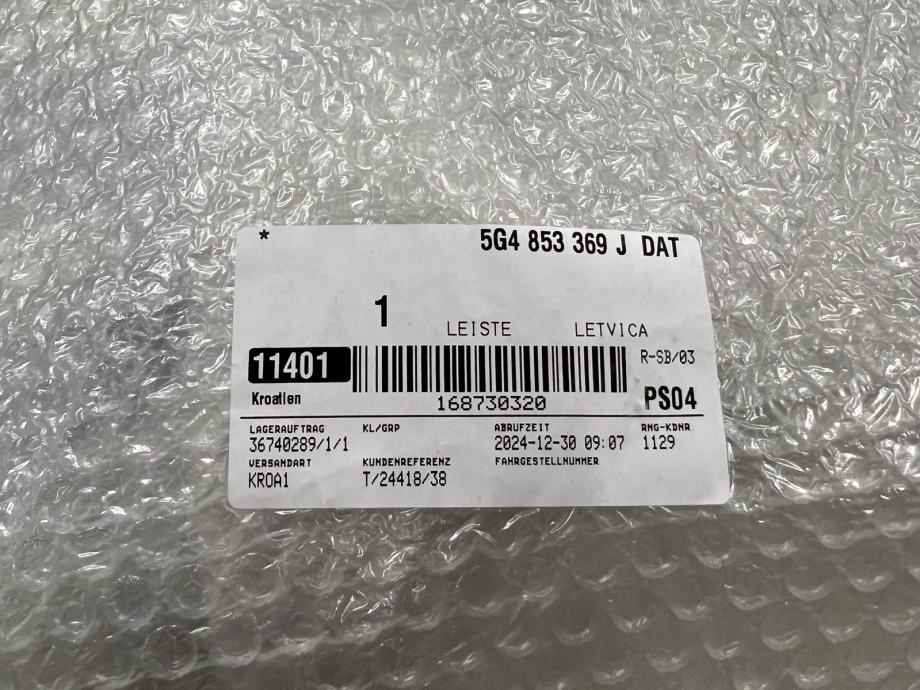 * 5G4 853 369 J DAT
1
LEISTE LETVICA
11401 R-SB/03
Kroatien 168730320 PS04
LAGERAUFTRAG KL/GRP ABRUFZEIT RNG-KDNR
36740289/1/1 2024-12-30 09:07 1129
VERSANDART KUNDENREFERENZ FAHRGESTELLNUMMER
KROA1 T/24418/38